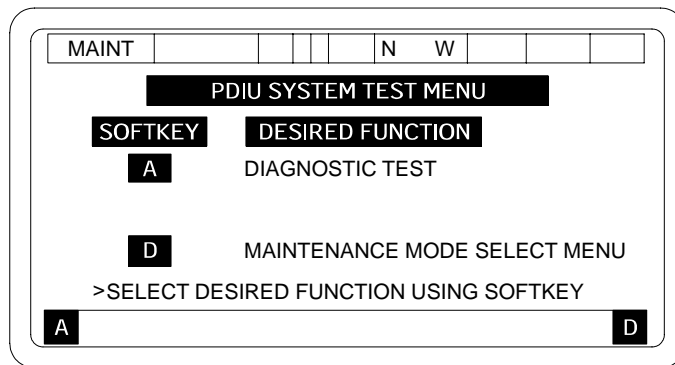 MAINT N W
PDIU SYSTEM TEST MENU
SOFTKEY DESIRED FUNCTION
A DIAGNOSTIC TEST
D MAINTENANCE MODE SELECT MENU
>SELECT DESIRED FUNCTION USING SOFTKEY
A D